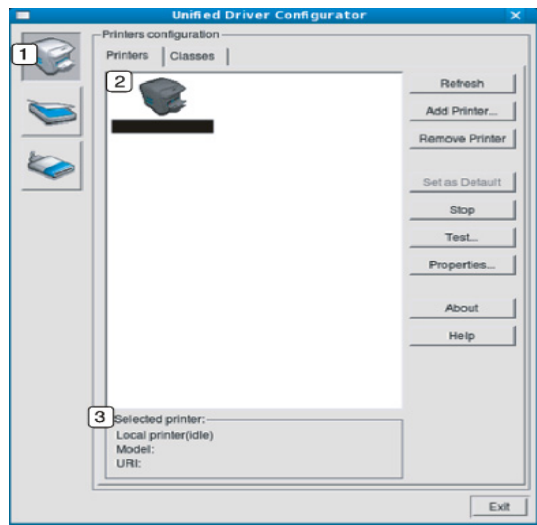 Unified Driver Configurator
Printers configuration
1
Printers Classes
2
Refresh
Add Printer...
Remove Printer
Set as Default
Stop
Test...
Properties...
About
Help
3
Selected printer:
Local printer(idle)
Model:
URI:
Exit